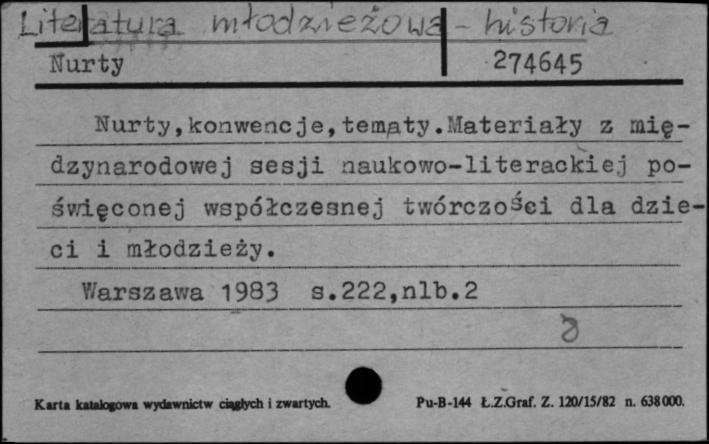 Literatura młodzieżowa - historia
Nurty 274645
Nurty,konwencje,tematy.Materiały z mię-
dzynarodowej sesji naukowo-literackiej po-
święconej współczesnej twórczości dla dzie-
ci i młodzieży.
Warszawa 1983 s.222,nlb.2
Karta katalogowa wydawnictw ciągłych i zwartych. Pu-B-144 Ł.Z.Graf. Z. 120/15/82 n. 638000.